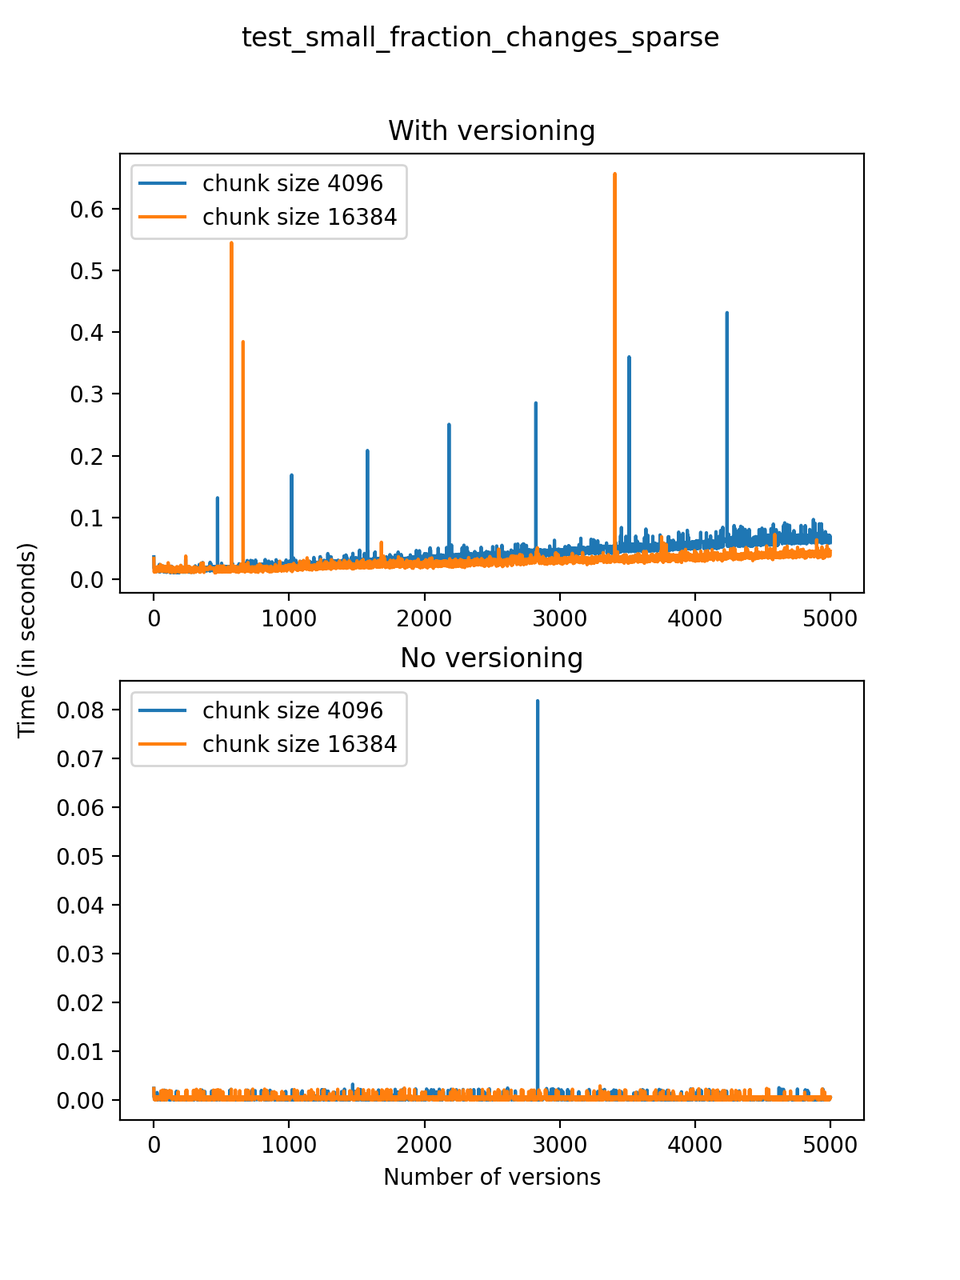 test_small_fraction_changes_sparse
With versioning
chunk size 4096
chunk size 16384
0.6
0.5
0.4
0.3
0.2
0.1
0.0
0 1000 2000 3000 4000 5000
Time (in seconds)
No versioning
chunk size 4096
chunk size 16384
0.08
0.07
0.06
0.05
0.04
0.03
0.02
0.01
0.00
0 1000 2000 3000 4000 5000
Number of versions